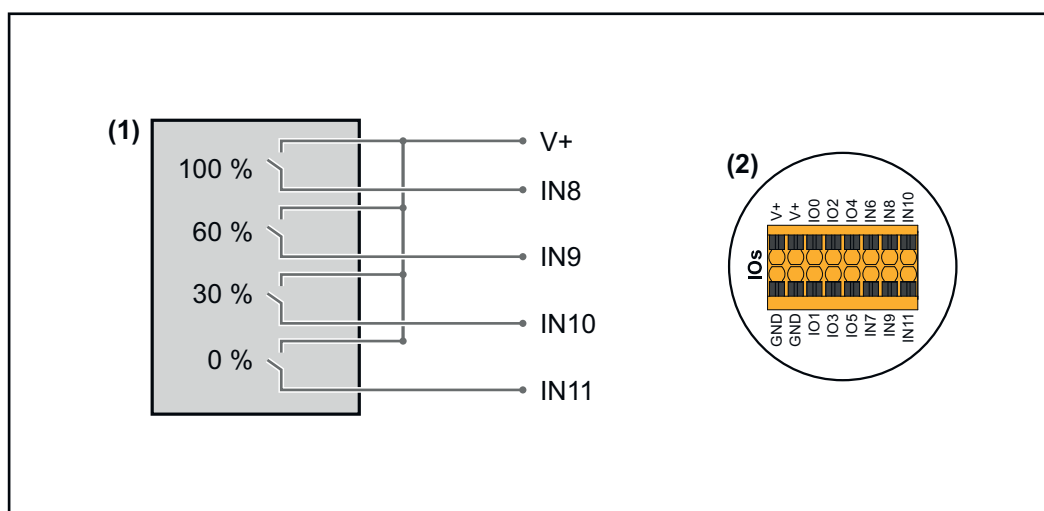 (1)
100 %
60 %
30 %
0 %
V+
IN8
IN9
IN10
IN11
(2)
IOs
V+ V+ IO0 IO2 IO4 IN6 IN8 IN10
GND GND IO1 IO3 IO5 IN7 IN9 IN11